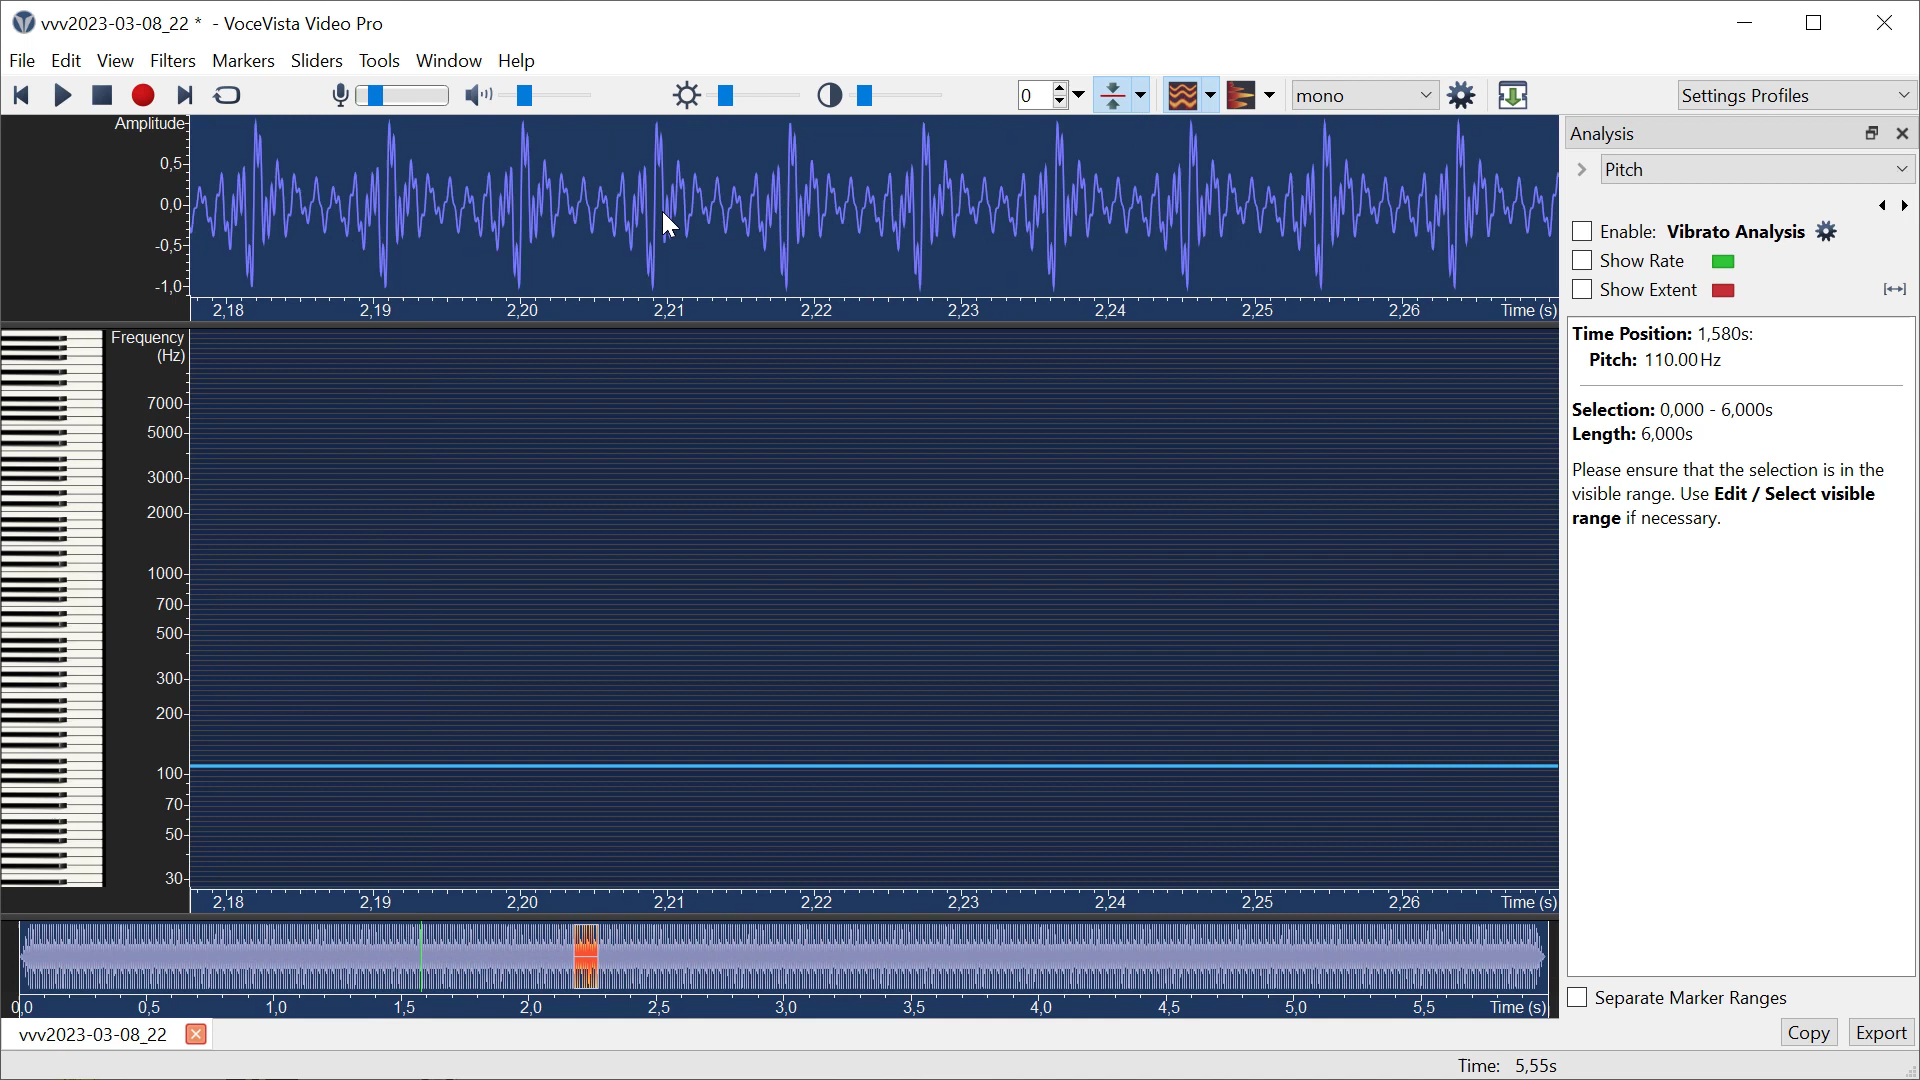 vvv2023-03-08_22 * - VoceVista Video Pro
File Edit View Filters Markers Sliders Tools Window Help
0 mono Settings Profiles
Amplitude
0,5
0,0
-0,5
-1,0
2,18 2,19 2,20 2,21 2,22 2,23 2,24 2,25 2,26 Time (s)
Frequency
(Hz)
7000
5000
3000
2000
1000
700
500
300
200
100
70
50
30
2,18 2,19 2,20 2,21 2,22 2,23 2,24 2,25 2,26 Time (s)
0,0 0,5 1,0 1,5 2,0 2,5 3,0 3,5 4,0 4,5 5,0 5,5 Time (s)
vvv2023-03-08_22
Analysis
Pitch
Enable: Vibrato Analysis
Show Rate
Show Extent
Time Position: 1,580s:
Pitch: 110.00 Hz
Selection: 0,000 - 6,000s
Length: 6,000s
Please ensure that the selection is in the
visible range. Use Edit / Select visible
range if necessary.
Separate Marker Ranges
Copy Export
Time: 5,55s